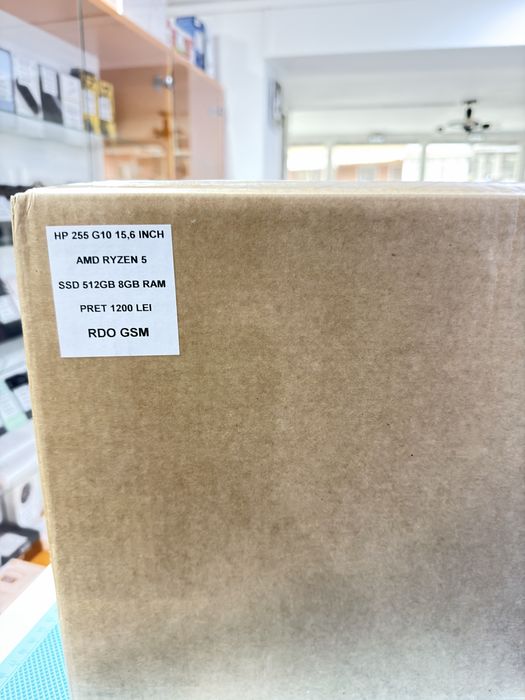 HP 255 G10 15,6 INCH
AMD RYZEN 5
SSD 512GB 8GB RAM
PRET 1200 LEI
RDO GSM